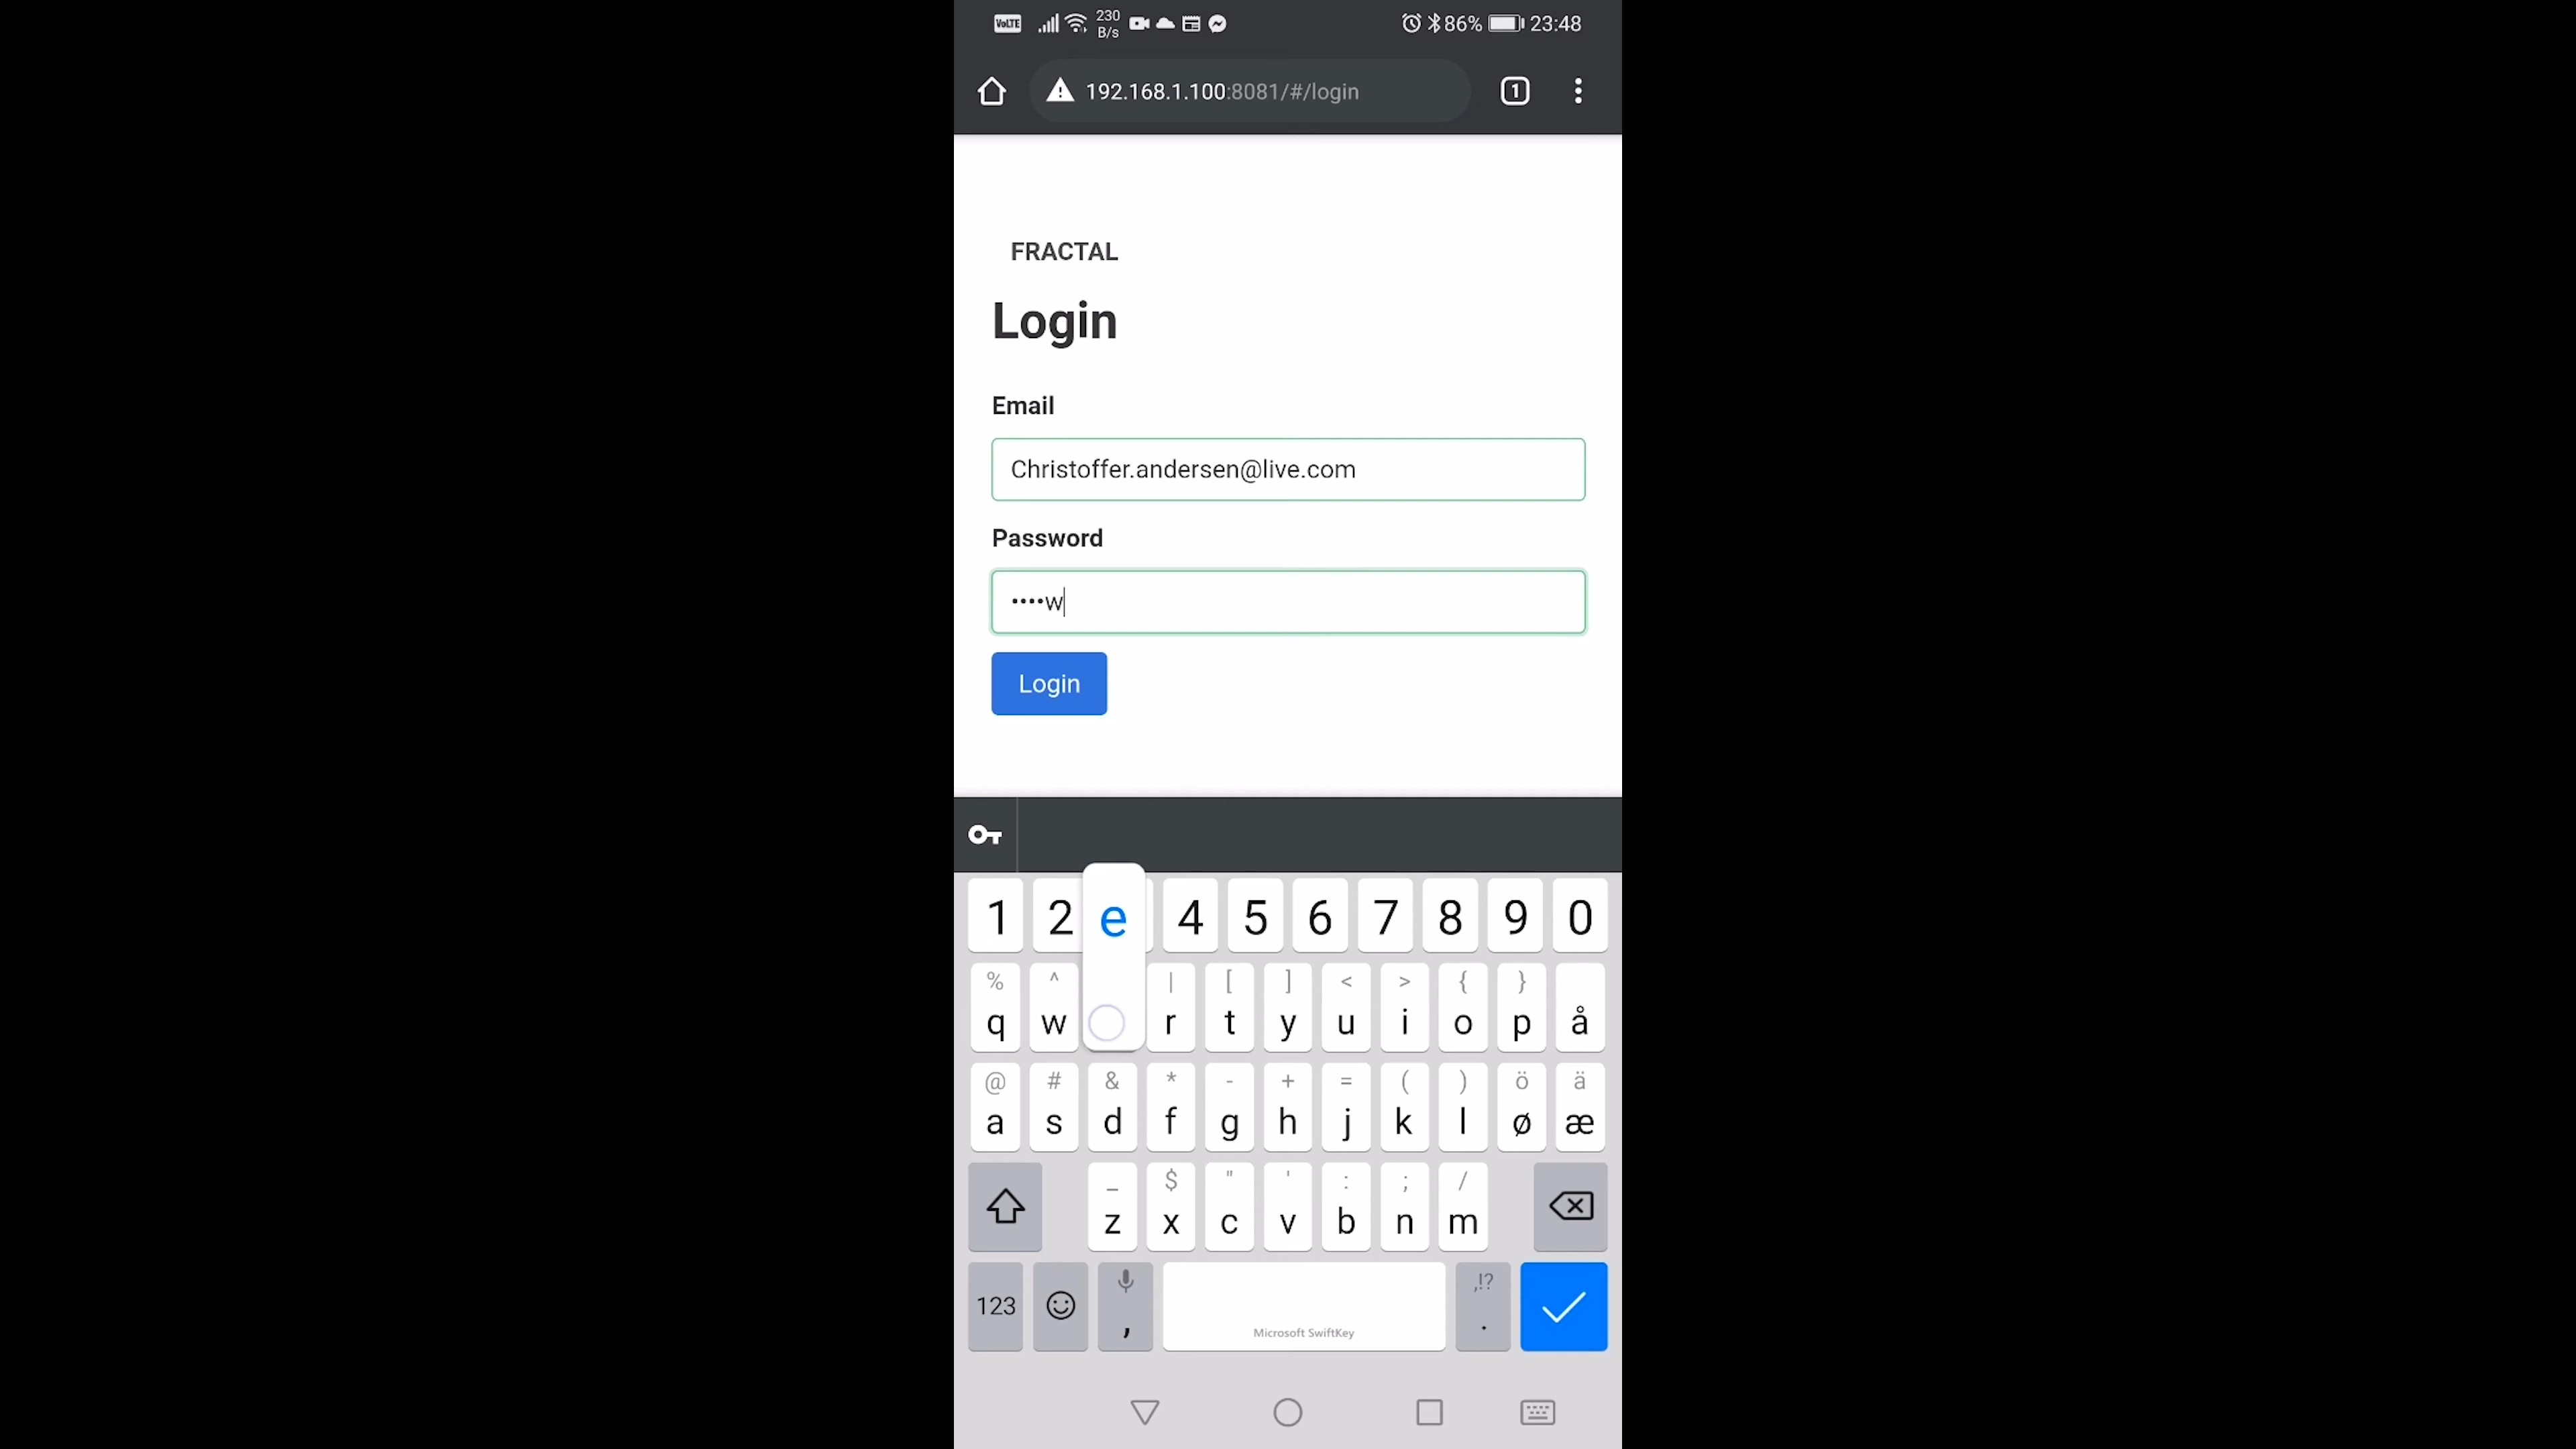 VoLTE 230 B/s 86% 23:48
192.168.1.100:8081/#/login 1
FRACTAL
Login
Email
Christoffer.andersen@live.com
Password
••••w
Login
1 2 e 4 5 6 7 8 9 0
% ^ | [ ] < > { }
q w r t y u i o p å
@ # & * - + = ( ) ö ä
a s d f g h j k l ø æ
_ $ " ' : ; /
z x c v b n m
,!?
123 , Microsoft SwiftKey .